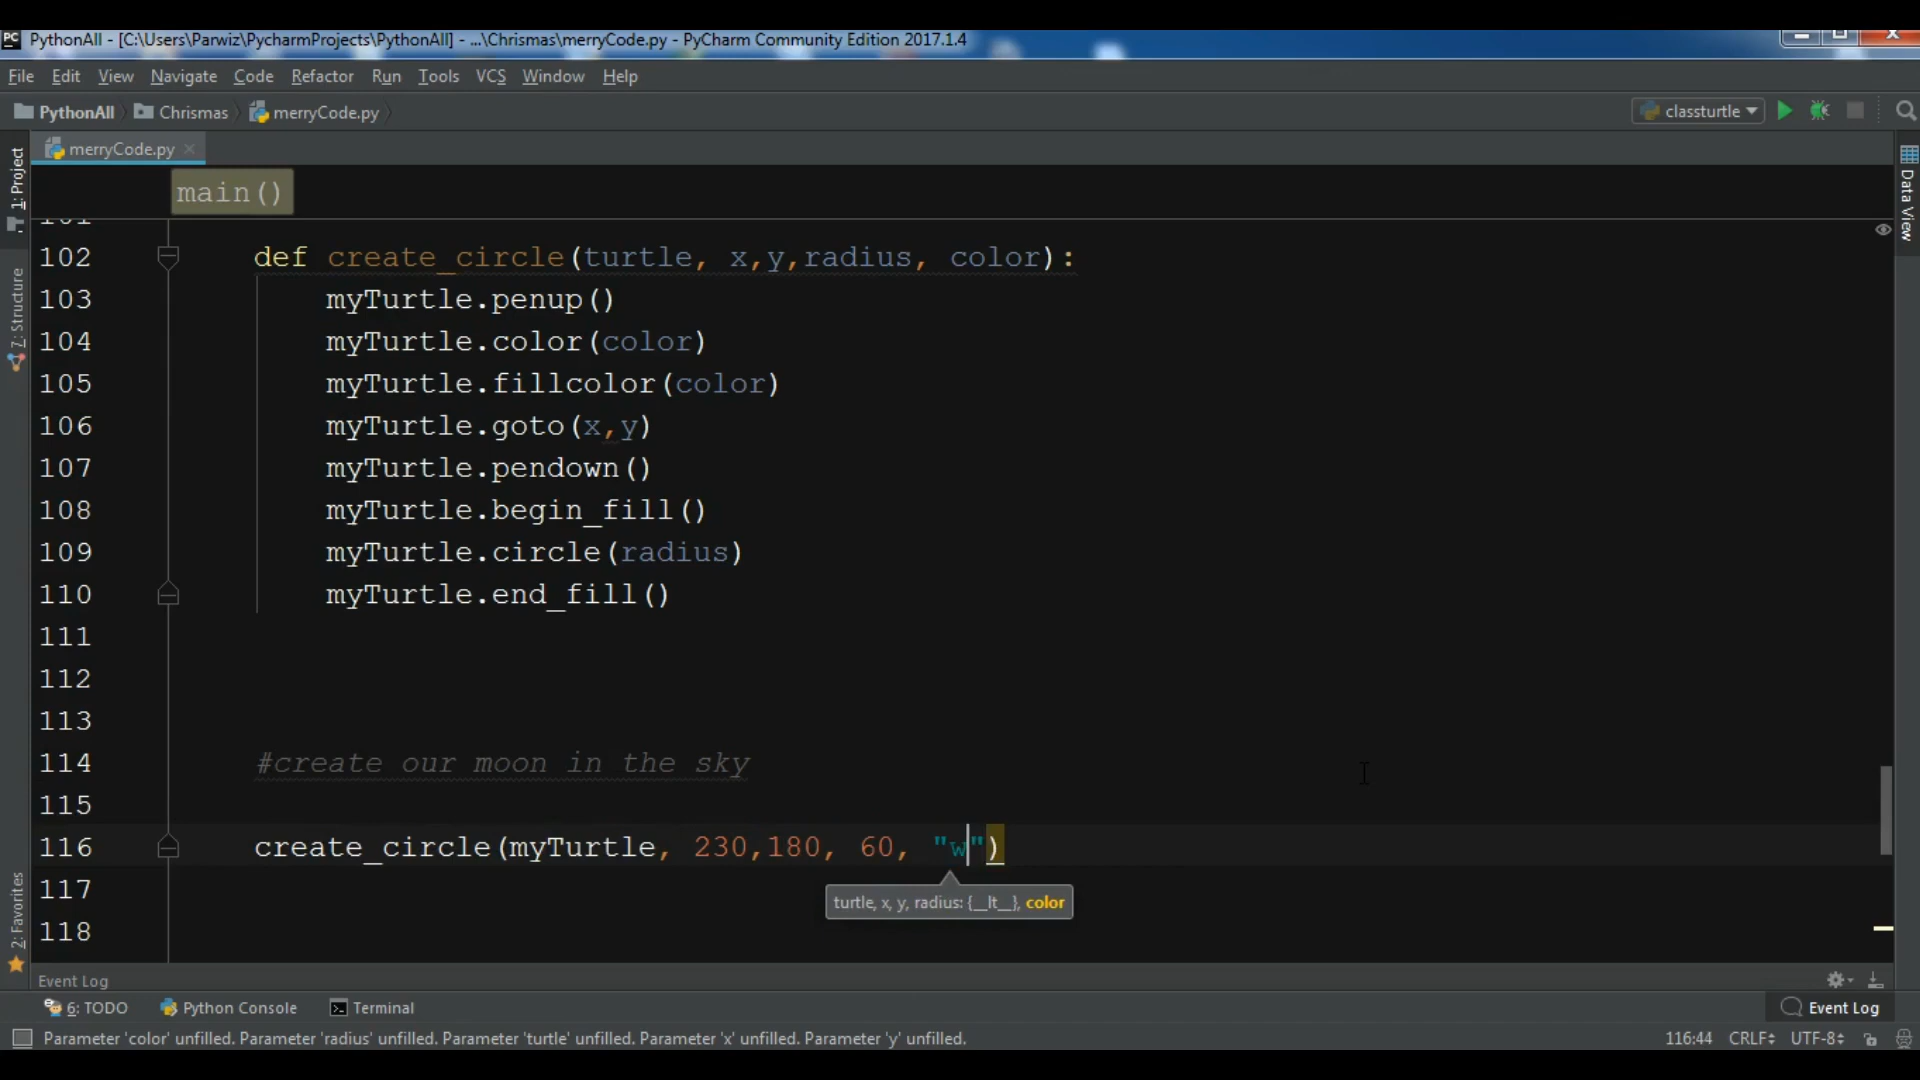 PC PythonAll - [C:\Users\Parwiz\PycharmProjects\PythonAll] - ...\Chrismas\merryCode.py - PyCharm Community Edition 2017.1.4
File Edit View Navigate Code Refactor Run Tools VCS Window Help
PythonAll Chrismas merryCode.py classturtle
merryCode.py
1: Project
7: Structure
2: Favorites
Data View
main()
101
102 def create_circle(turtle, x,y,radius, color):
103 myTurtle.penup()
104 myTurtle.color(color)
105 myTurtle.fillcolor(color)
106 myTurtle.goto(x,y)
107 myTurtle.pendown()
108 myTurtle.begin_fill()
109 myTurtle.circle(radius)
110 myTurtle.end_fill()
111
112
113
114 #create our moon in the sky
115
116 create_circle(myTurtle, 230,180, 60, "w")
turtle, x, y, radius: {__lt__}, color
117
118
Event Log
6: TODO Python Console Terminal Event Log
Parameter 'color' unfilled. Parameter 'radius' unfilled. Parameter 'turtle' unfilled. Parameter 'x' unfilled. Parameter 'y' unfilled. 116:44 CRLF UTF-8